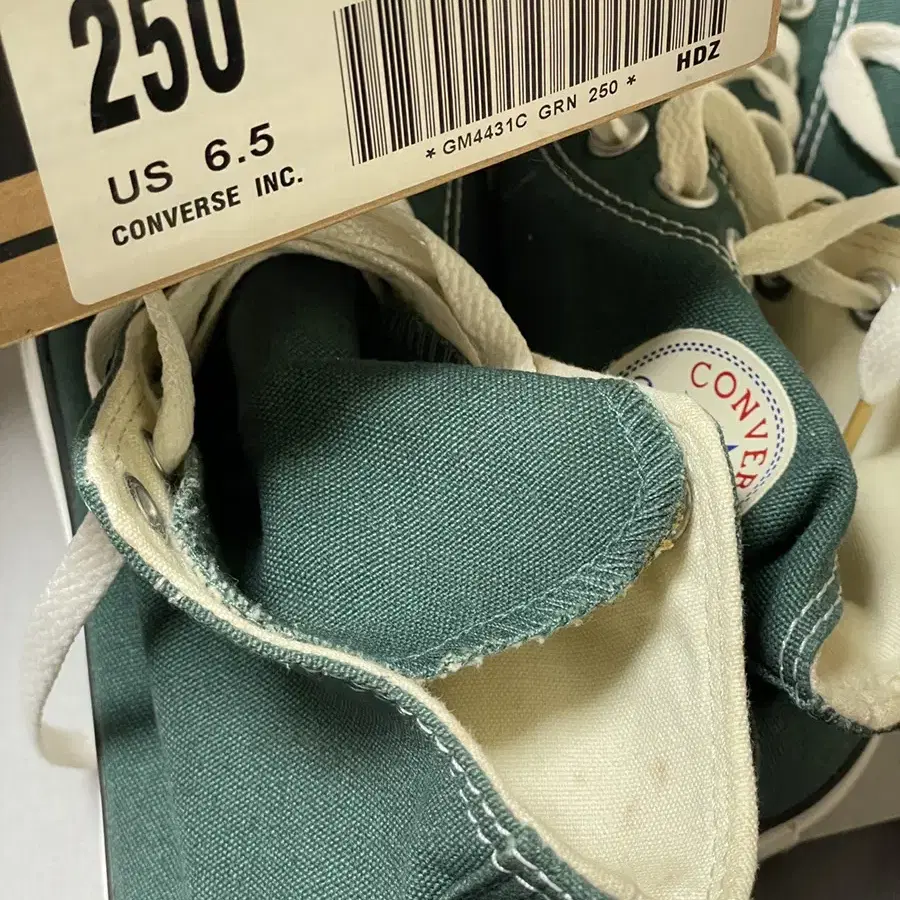 250
US 6.5
CONVERSE INC.
*GM4431C GRN 250*
HDZ
CONVER